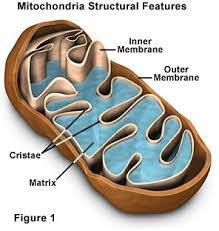 Mitochondria Structural Features
Inner
Membrane
Outer
Membrane
Cristae
Matrix
Figure 1